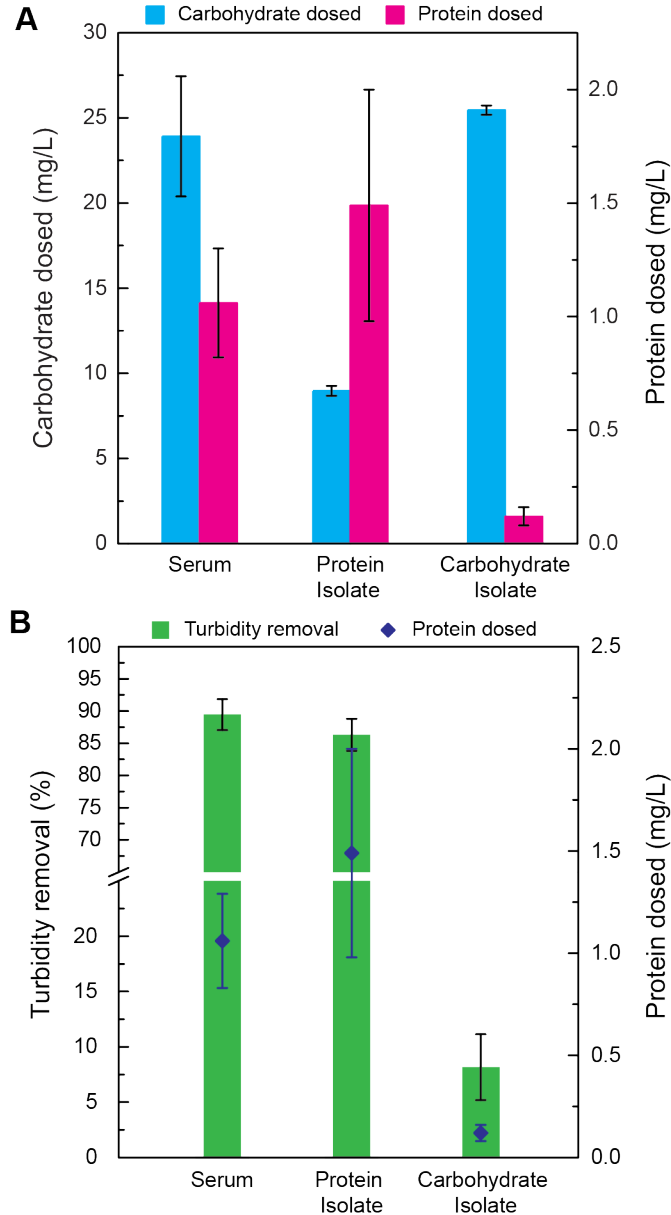 A
Carbohydrate dosed
Protein dosed
30
25
20
15
10
5
0
Carbohydrate dosed (mg/L)
2.0
1.5
1.0
0.5
0.0
Protein dosed (mg/L)
Serum
Protein
Isolate
Carbohydrate
Isolate
B
Turbidity removal
Protein dosed
100
95
90
85
80
75
70
20
15
10
5
0
Turbidity removal (%)
2.5
2.0
1.5
1.0
0.5
0.0
Protein dosed (mg/L)
Serum
Protein
Isolate
Carbohydrate
Isolate